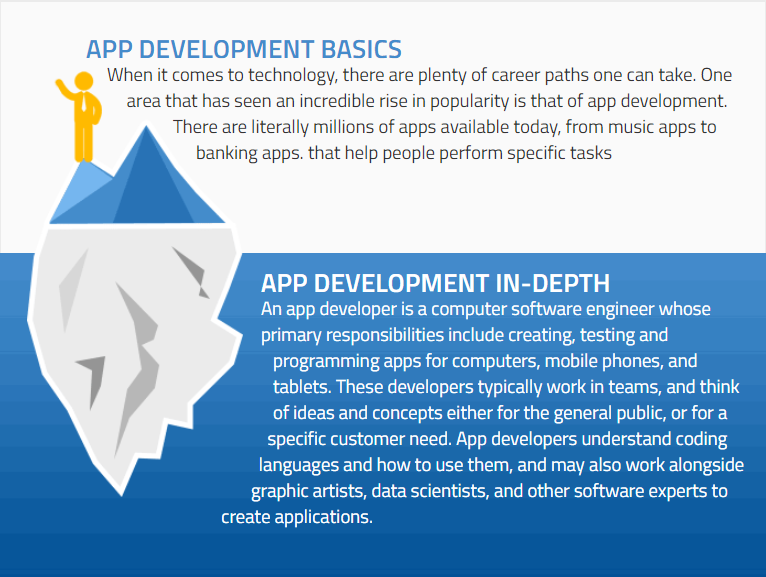 APP DEVELOPMENT BASICS
When it comes to technology, there are plenty of career paths one can take. One
area that has seen an incredible rise in popularity is that of app development.
There are literally millions of apps available today, from music apps to
banking apps. that help people perform specific tasks
APP DEVELOPMENT IN-DEPTH
An app developer is a computer software engineer whose
primary responsibilities include creating, testing and
programming apps for computers, mobile phones, and
tablets. These developers typically work in teams, and think
of ideas and concepts either for the general public, or for a
specific customer need. App developers understand coding
languages and how to use them, and may also work alongside
graphic artists, data scientists, and other software experts to
create applications.